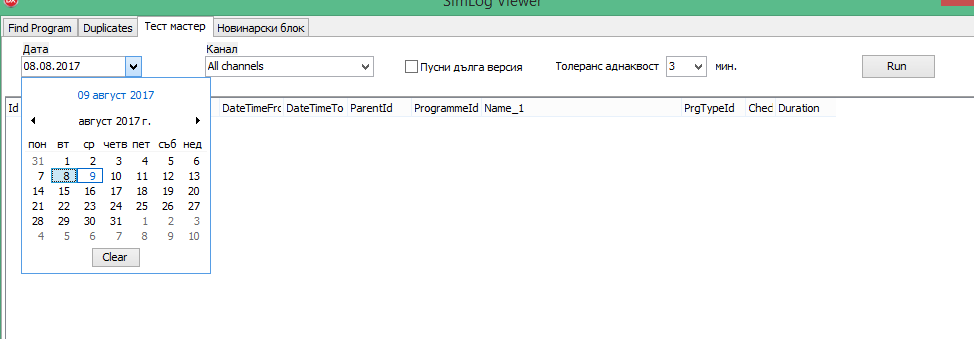 SimLog Viewer
Find Program Duplicates Тест мастер Новинарски блок
Дата Канал
08.08.2017 All channels Пусни дълга версия Толеранс аднаквост 3 мин. Run
Id DateTimeFrc DateTimeTo ParentId ProgrammeId Name_1 PrgTypeId Chec Duration
09 август 2017
август 2017 г.
пон вт ср четв пет съб нед
31 1 2 3 4 5 6
7 8 9 10 11 12 13
14 15 16 17 18 19 20
21 22 23 24 25 26 27
28 29 30 31 1 2 3
4 5 6 7 8 9 10
Clear